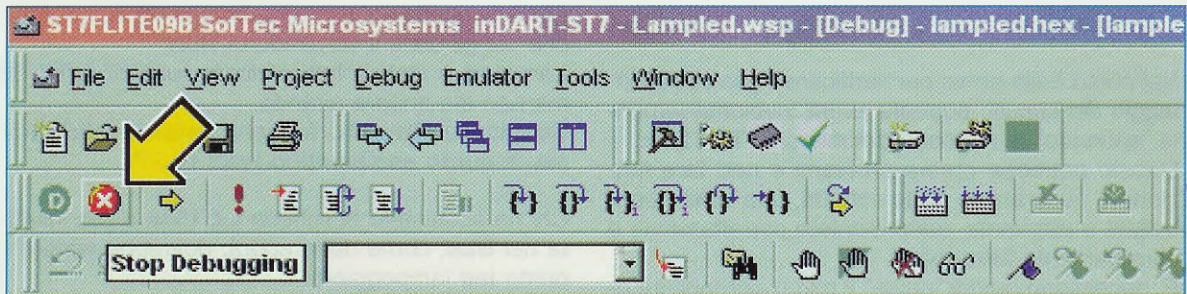 ST7FLITE09B SofTec Microsystems inDART-ST7 - Lampled.wsp - [Debug] - lampled.hex - [lample
File Edit View Project Debug Emulator Tools Window Help
D
Stop Debugging